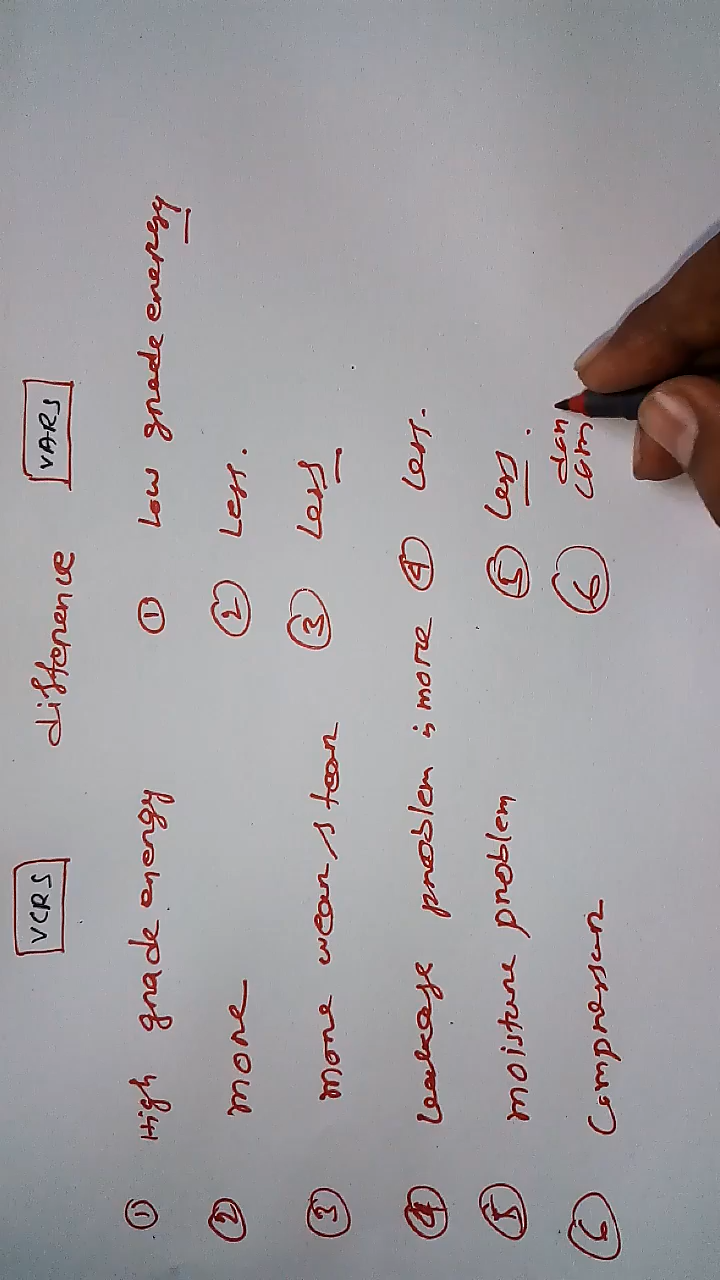 VCRS difference VARS
① High grade energy ① Low grade energy
② more ② Less.
③ more wear, tear ③ Less
④ leakage problem is more ④ Less.
⑤ moisture problem ⑤ Less.
⑥ Compressor ⑥